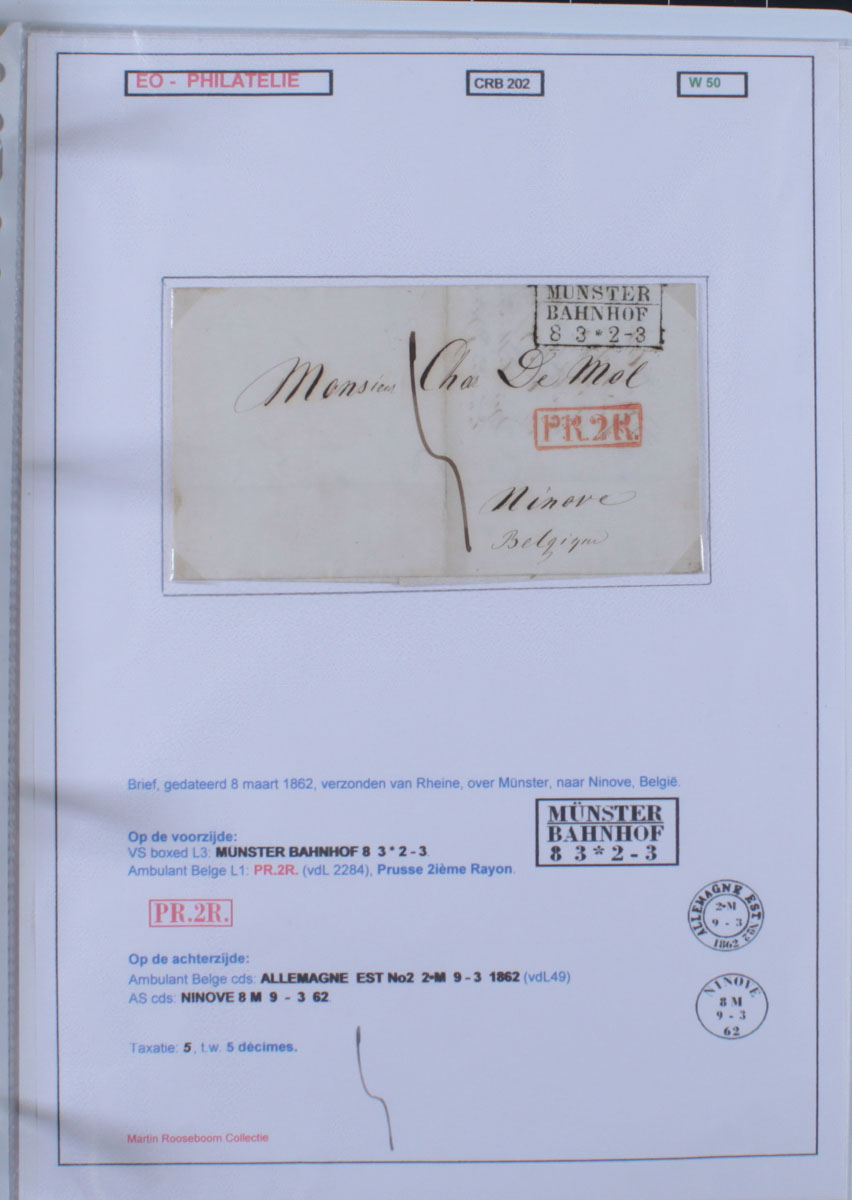 EO - PHILATELIE
CRB 202
W 50
MUNSTER
BAHNHOF
8 3 * 2-3
Monsieur Chas De Mol
PR.2R.
Ninove
Belgique
Brief, gedateerd 8 maart 1862, verzonden van Rheine, over Münster, naar Ninove, België.
MÜNSTER
BAHNHOF
8 3 * 2 - 3
Op de voorzijde:
VS boxed L3: MUNSTER BAHNHOF 8 3 * 2 - 3.
Ambulant Belge L1: PR.2R. (vdL 2284), Prusse 2ième Rayon.
PR.2R.
ALLEMAGNE EST No2
2•M
9 - 3
1862
Op de achterzijde:
Ambulant Belge cds: ALLEMAGNE EST No2 2•M 9 - 3 1862 (vdL49)
AS cds: NINOVE 8 M 9 - 3 62
NINOVE
8 M
9 - 3
62
Taxatie: 5, t.w. 5 décimes.
Martin Rooseboom Collectie